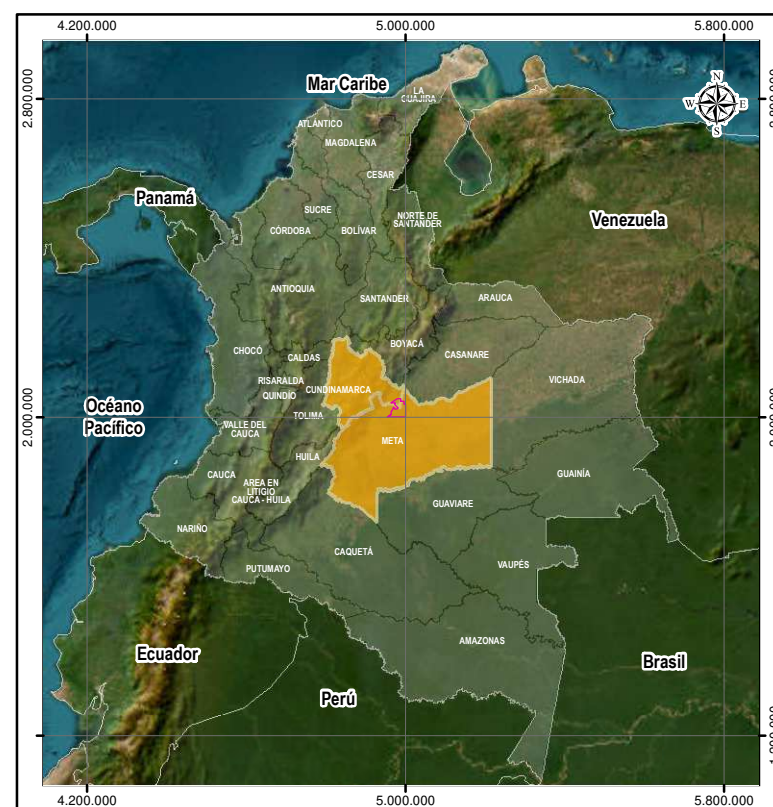 4.200.000
5.000.000
5.800.000
Mar Caribe
LA
GUAJIRA
N
W
E
S
2.800.000
ATLÁNTICO
MAGDALENA
CESAR
Panamá
SUCRE
NORTE DE
SANTANDER
Venezuela
CÓRDOBA
BOLÍVAR
ANTIOQUIA
SANTANDER
ARAUCA
BOYACÁ
CHOCÓ
CALDAS
CASANARE
VICHADA
RISARALDA
CUNDINAMARCA
QUINDIO
Océano
Pacífico
2.000.000
TOLIMA
VALLE DEL
CAUCA
META
HUILA
CAUCA
GUAINÍA
AREA EN
LITIGIO
CAUCA - HUILA
GUAVIARE
NARIÑO
CAQUETÁ
VAUPÉS
PUTUMAYO
AMAZONAS
Ecuador
Brasil
Perú
4.200.000
5.000.000
5.800.000